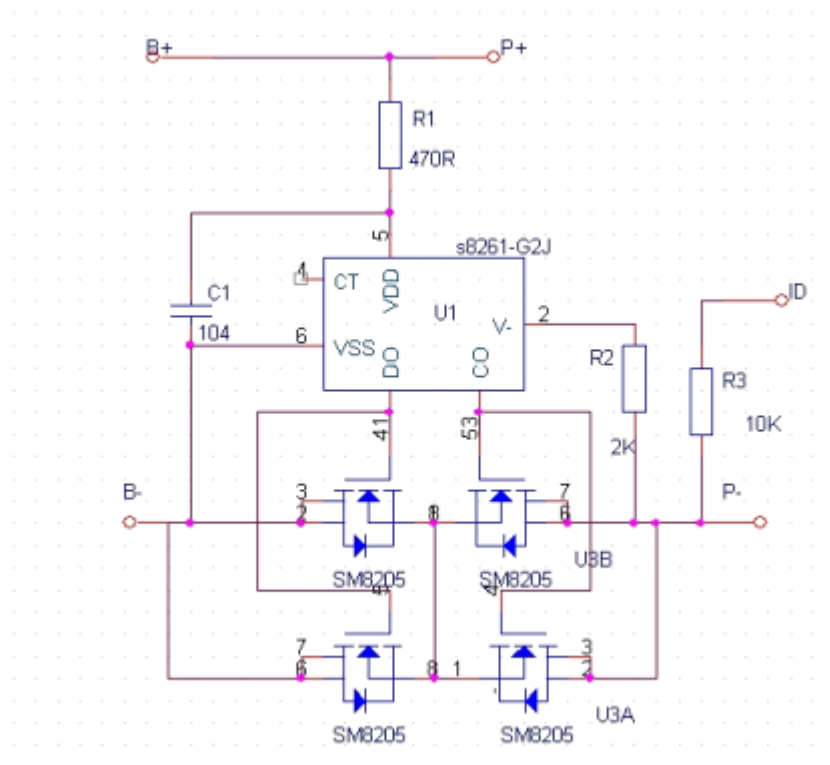 B+
P+
R1
470R
5
s8261-G2J
4
CT
VDD
C1
U1
ID
104
6
VSS
V-
2
DO
CO
R2
R3
2K
10K
41
53
B-
P-
3
2
8
7
6
SM8205
SM8205
U3B
4
7
6
8
1
3
2
SM8205
SM8205
U3A